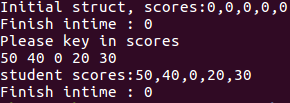 Initial struct, scores:0,0,0,0,0
Finish intime : 0
Please key in scores
50 40 0 20 30
student scores:50,40,0,20,30
Finish intime : 0